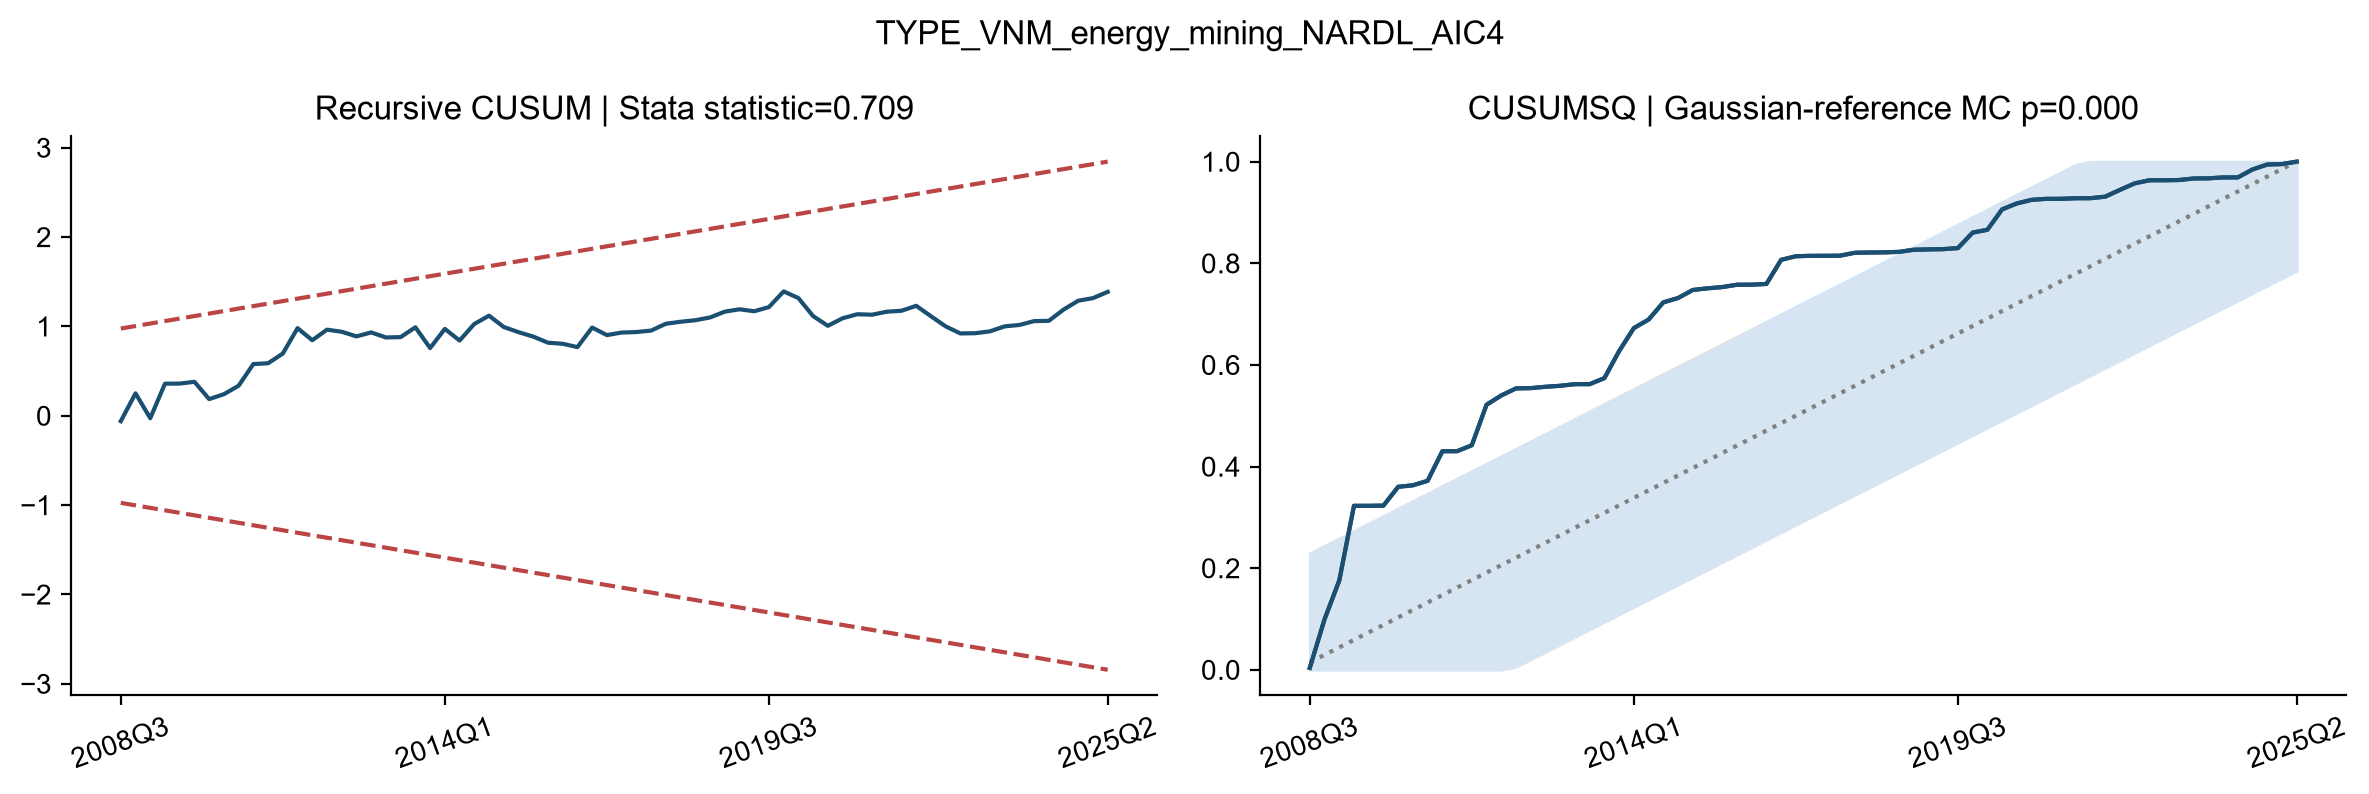 TYPE_VNM_energy_mining_NARDL_AIC4
Recursive CUSUM | Stata statistic=0.709
3
2
1
0
−1
−2
−3
2008Q3
2014Q1
2019Q3
2025Q2
CUSUMSQ | Gaussian-reference MC p=0.000
1.0
0.8
0.6
0.4
0.2
0.0
2008Q3
2014Q1
2019Q3
2025Q2